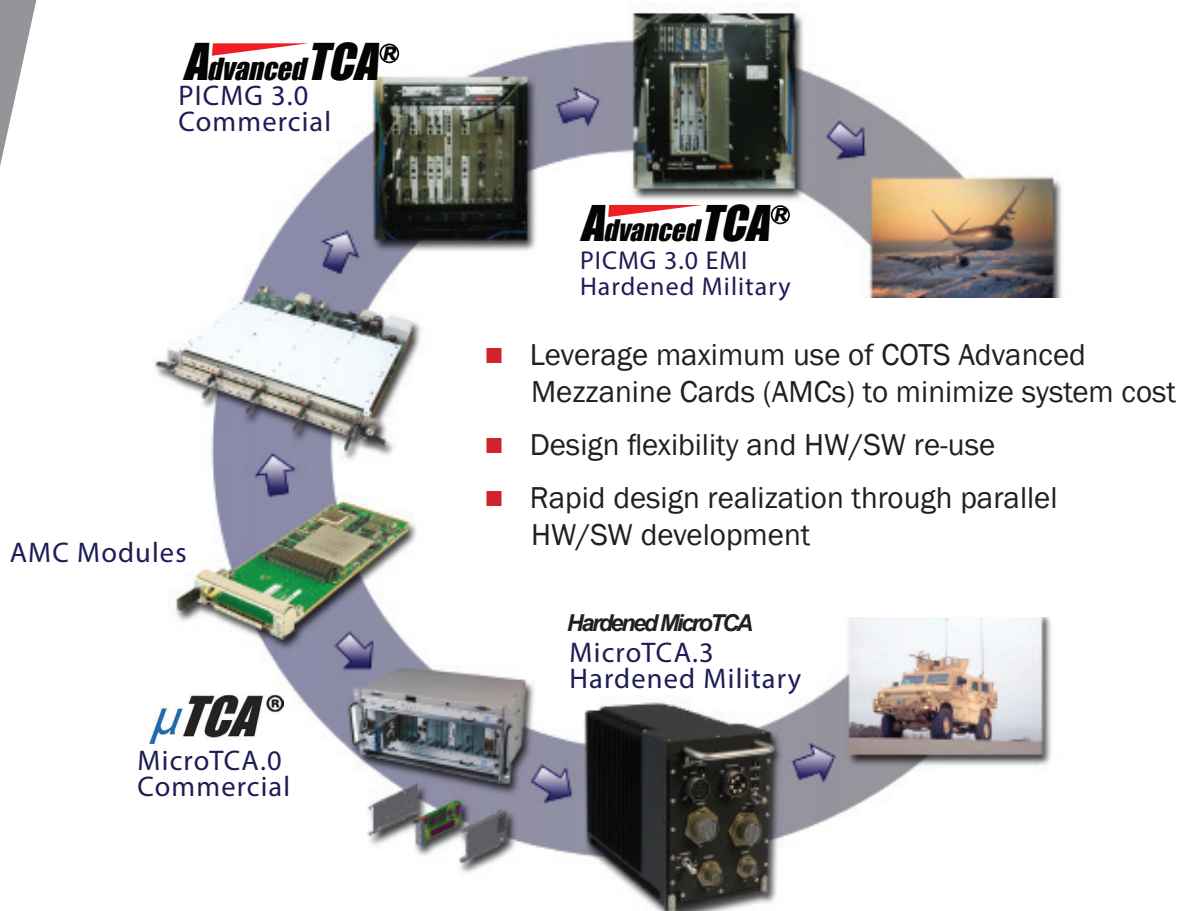 AdvancedTCA®
PICMG 3.0
Commercial
AdvancedTCA®
PICMG 3.0 EMI
Hardened Military
■ Leverage maximum use of COTS Advanced
Mezzanine Cards (AMCs) to minimize system cost
■ Design flexibility and HW/SW re-use
■ Rapid design realization through parallel
HW/SW development
AMC Modules
Hardened MicroTCA
MicroTCA.3
Hardened Military
μTCA®
MicroTCA.0
Commercial